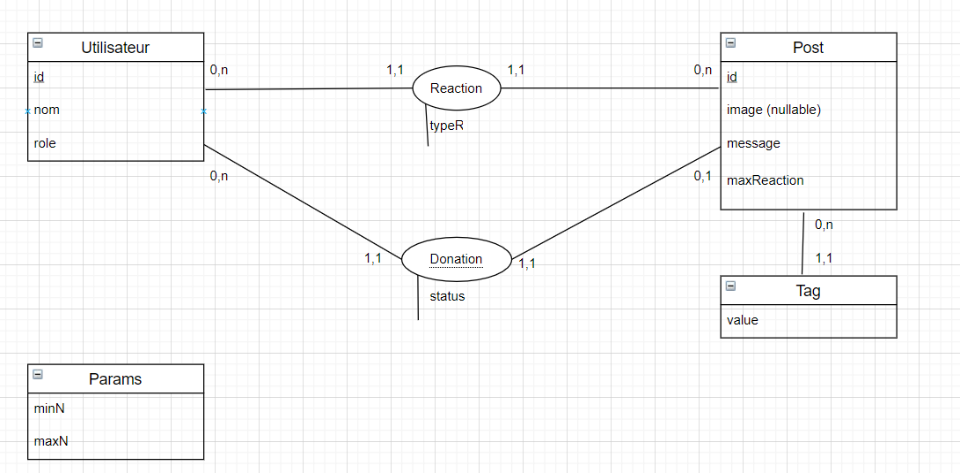 Utilisateur
id
nom
role
0,n
1,1
Reaction
typeR
1,1
0,n
Post
id
image (nullable)
message
maxReaction
0,n
1,1
Donation
status
1,1
0,1
0,n
1,1
Tag
value
Params
minN
maxN